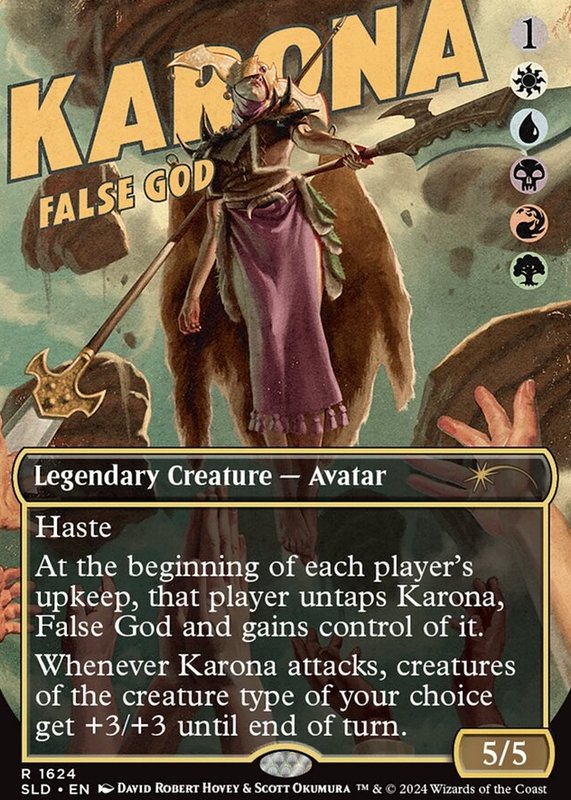 KARONA
FALSE GOD
1
Legendary Creature — Avatar
Haste
At the beginning of each player's
upkeep, that player untaps Karona,
False God and gains control of it.
Whenever Karona attacks, creatures
of the creature type of your choice
get +3/+3 until end of turn.
5/5
R 1624
SLD • EN David Robert Hovey & Scott Okumura ™ & © 2024 Wizards of the Coast